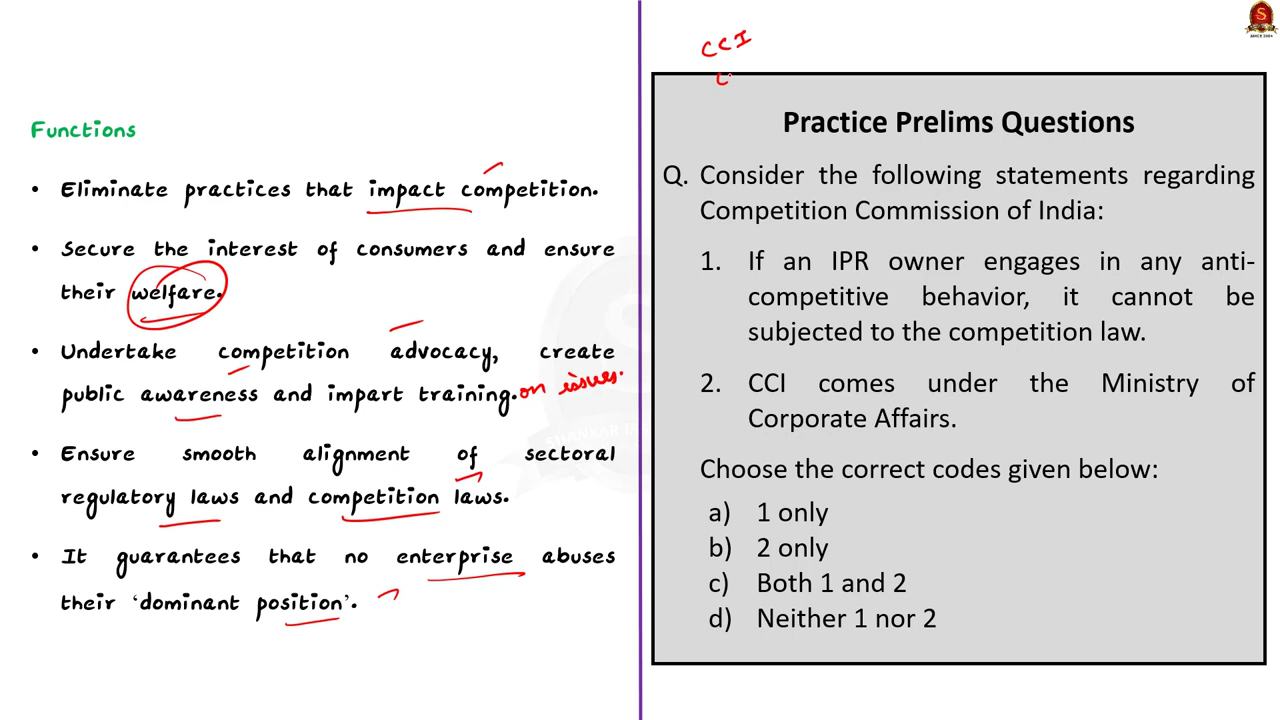 Functions
• Eliminate practices that impact competition.
• Secure the interest of consumers and ensure
their welfare.
• Undertake competition advocacy, create
public awareness and impart training. on issues.
• Ensure smooth alignment of sectoral
regulatory laws and competition laws.
• It guarantees that no enterprise abuses
their ‘dominant position’.
CCI
Practice Prelims Questions
Q. Consider the following statements regarding
Competition Commission of India:
1. If an IPR owner engages in any anti-
competitive behavior, it cannot be
subjected to the competition law.
2. CCI comes under the Ministry of
Corporate Affairs.
Choose the correct codes given below:
a) 1 only
b) 2 only
c) Both 1 and 2
d) Neither 1 nor 2
S
SINCE 2004